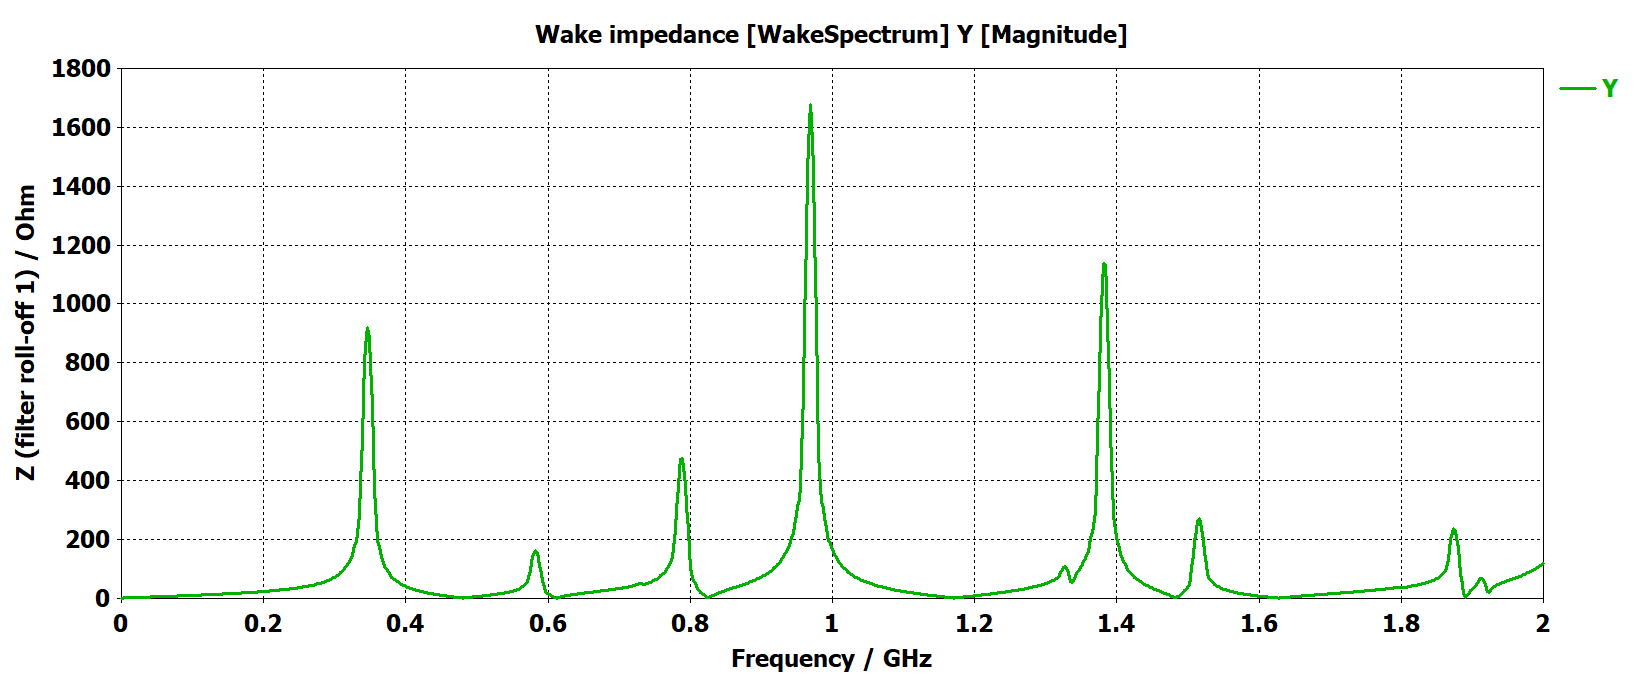 Wake impedance [WakeSpectrum] Y [Magnitude]
Y
Z (filter roll-off 1) / Ohm
1800
1600
1400
1200
1000
800
600
400
200
0
0 0.2 0.4 0.6 0.8 1 1.2 1.4 1.6 1.8 2
Frequency / GHz